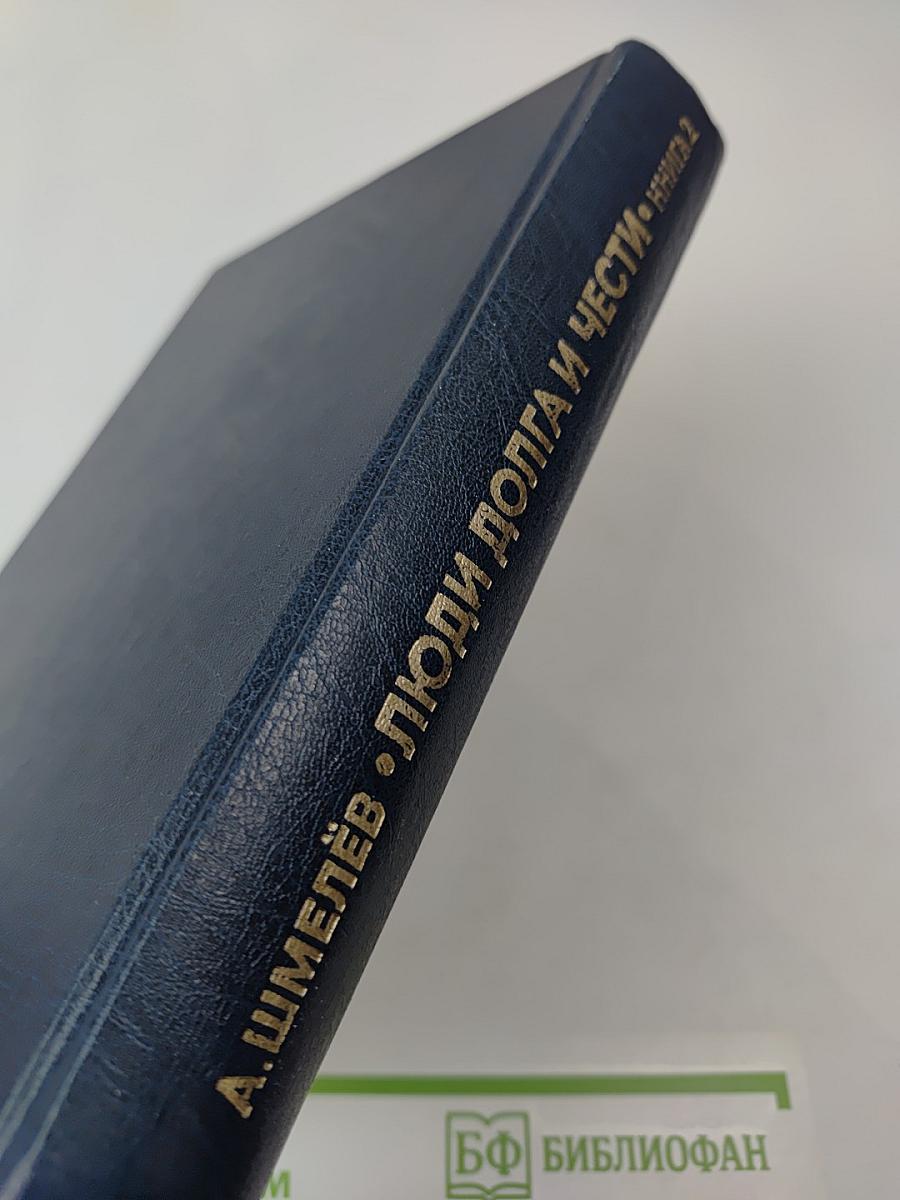 А. ШМЕЛЁВ • ЛЮДИ ДОЛГА И ЧЕСТИ • КНИГА 2
БФ БИБЛИОФАН